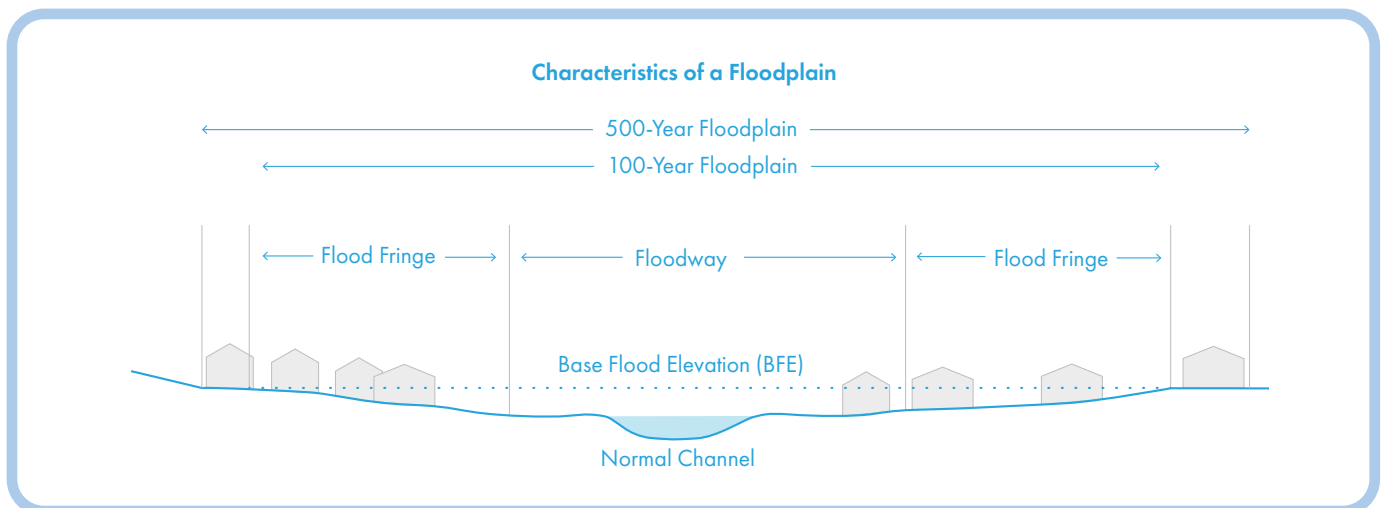 Characteristics of a Floodplain
500-Year Floodplain
100-Year Floodplain
Flood Fringe
Floodway
Flood Fringe
Base Flood Elevation (BFE)
Normal Channel